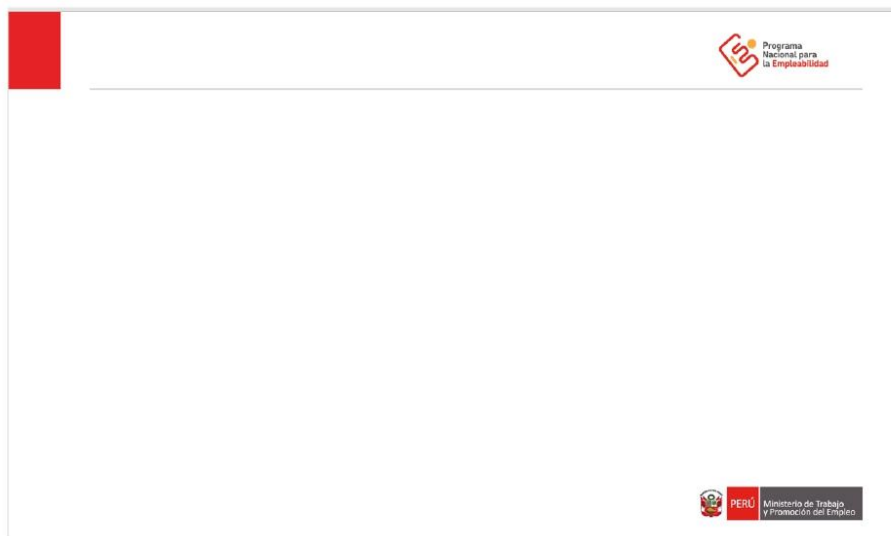 Programa
Nacional para
la Empleabilidad
PERÚ
Ministerio de Trabajo
y Promoción del Empleo